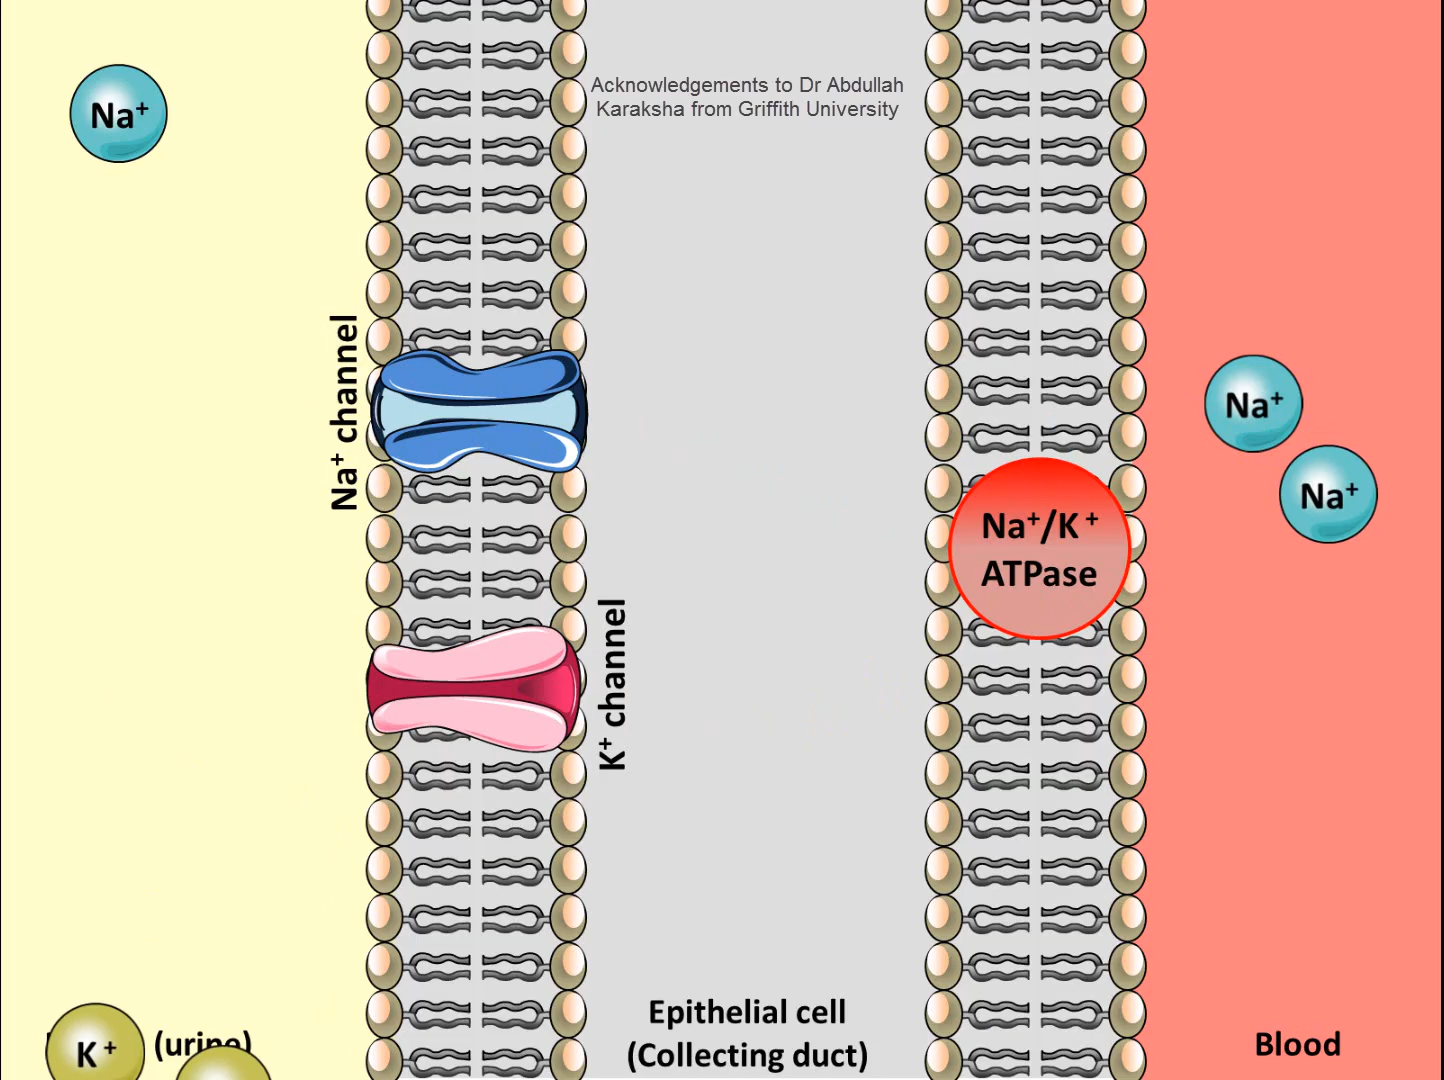 Na+
Acknowledgements to Dr Abdullah
Karaksha from Griffith University
Na+ channel
Na+
Na+
Na+/K +
ATPase
K+ channel
Epithelial cell
(Collecting duct)
K +
(urine)
Blood